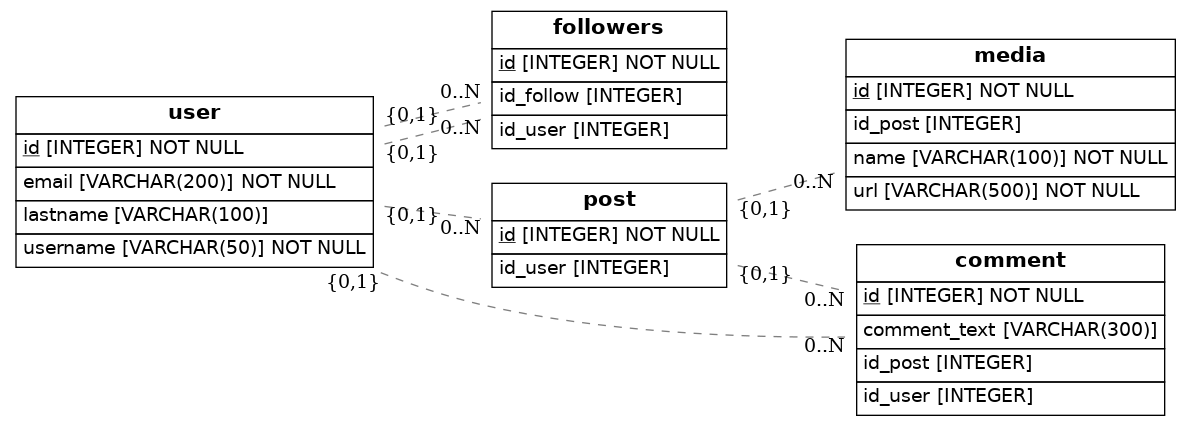 user
id [INTEGER] NOT NULL
email [VARCHAR(200)] NOT NULL
lastname [VARCHAR(100)]
username [VARCHAR(50)] NOT NULL
followers
id [INTEGER] NOT NULL
id_follow [INTEGER]
id_user [INTEGER]
post
id [INTEGER] NOT NULL
id_user [INTEGER]
media
id [INTEGER] NOT NULL
id_post [INTEGER]
name [VARCHAR(100)] NOT NULL
url [VARCHAR(500)] NOT NULL
comment
id [INTEGER] NOT NULL
comment_text [VARCHAR(300)]
id_post [INTEGER]
id_user [INTEGER]
0..N
{0,1}
0..N
{0,1}
{0,1}
0..N
0..N
{0,1}
{0,1}
0..N
{0,1}
0..N